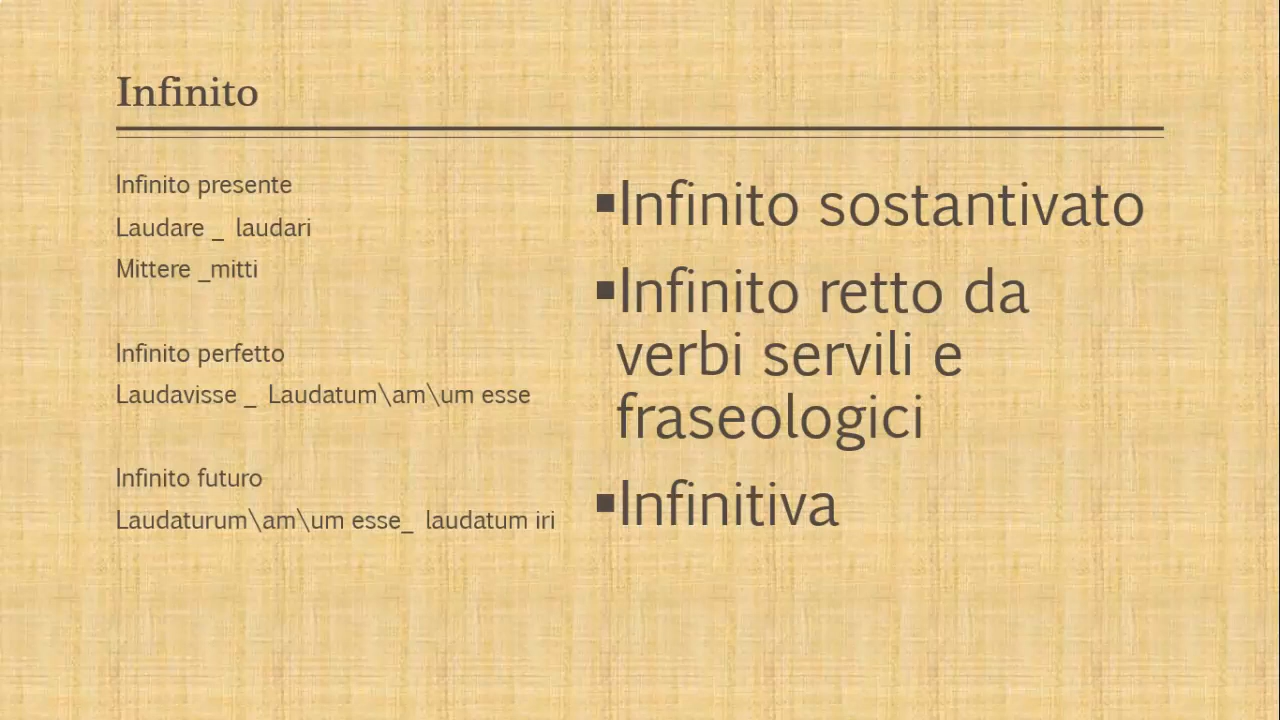 Infinito
Infinito presente
Laudare _ laudari
Mittere _mitti
Infinito perfetto
Laudavisse _ Laudatum\am\um esse
Infinito futuro
Laudaturum\am\um esse_ laudatum iri
▪Infinito sostantivato
▪Infinito retto da
verbi servili e
fraseologici
▪Infinitiva